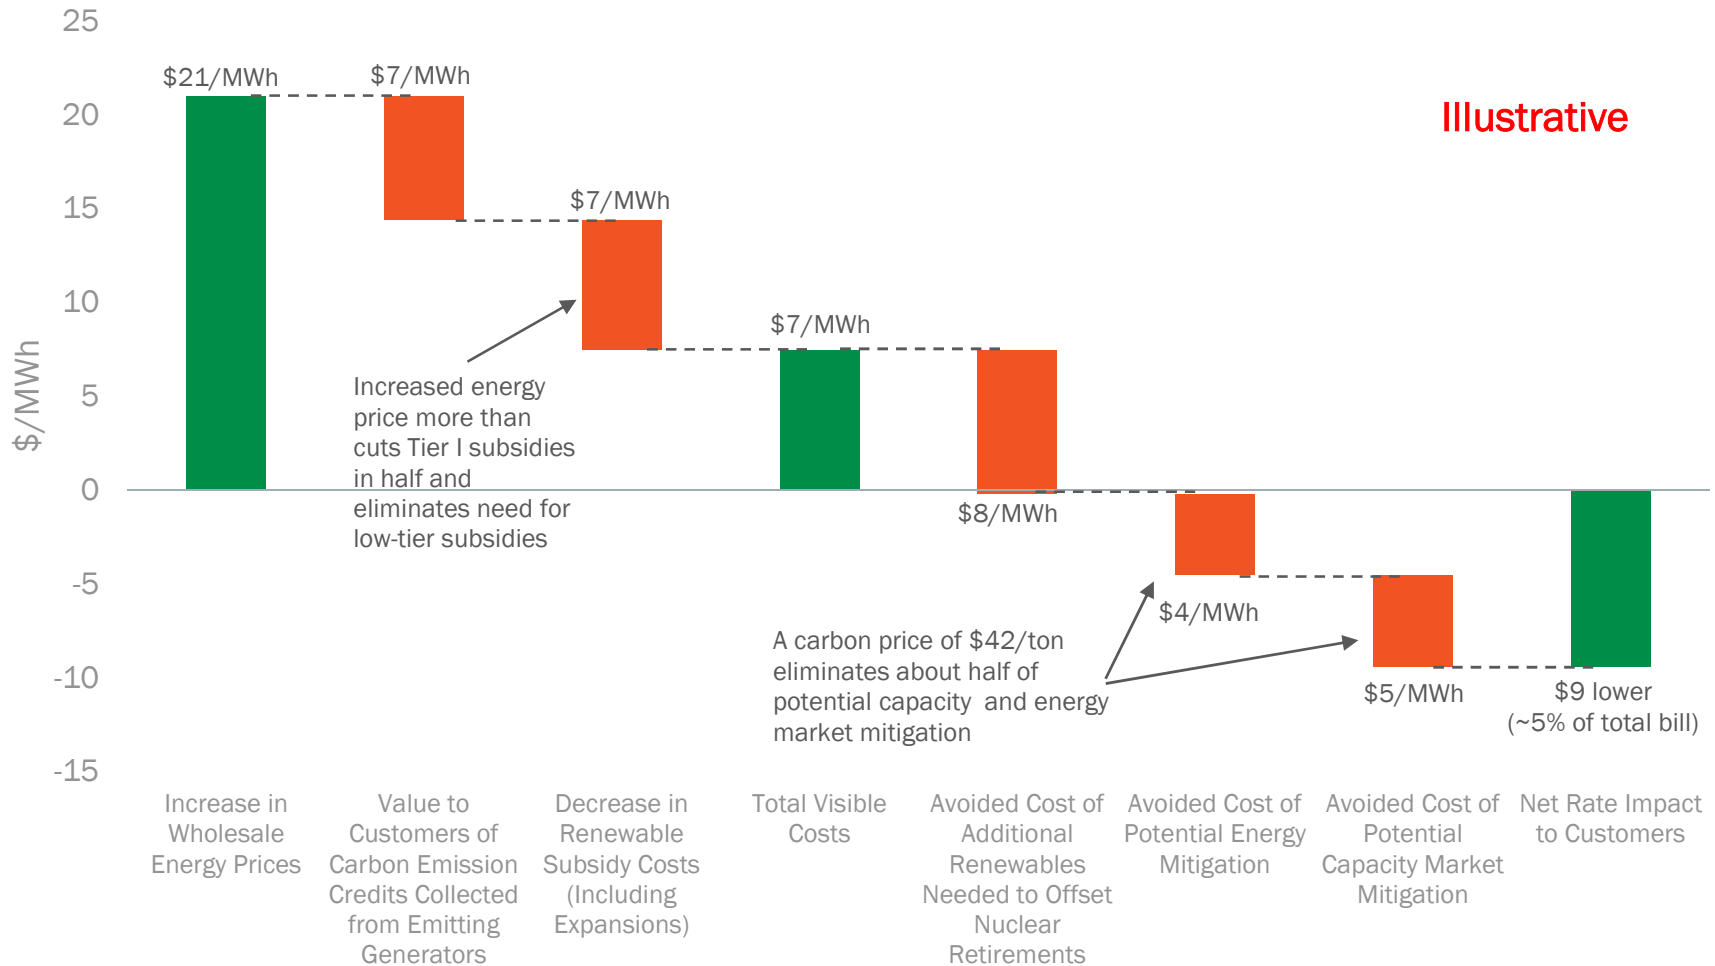 25
20
15
10
5
0
-5
-10
-15
$/MWh
Illustrative
$21/MWh
$7/MWh
$7/MWh
$7/MWh
$8/MWh
$4/MWh
$5/MWh
$9 lower
(~5% of total bill)
Increased energy
price more than
cuts Tier I subsidies
in half and
eliminates need for
low-tier subsidies
A carbon price of $42/ton
eliminates about half of
potential capacity  and energy
market mitigation
Increase in
Wholesale
Energy Prices
Value to
Customers of
Carbon Emission
Credits Collected
from Emitting
Generators
Decrease in
Renewable
Subsidy Costs
(Including
Expansions)
Total Visible
Costs
Avoided Cost of
Additional
Renewables
Needed to Offset
Nuclear
Retirements
Avoided Cost of
Potential Energy
Mitigation
Avoided Cost of
Potential
Capacity Market
Mitigation
Net Rate Impact
to Customers